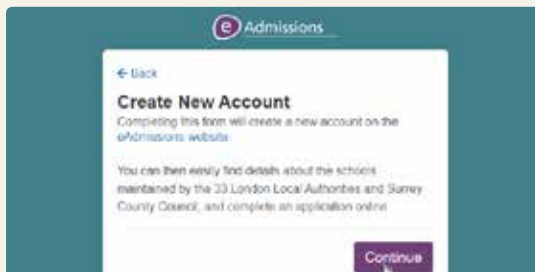 e Admissions
← Back
Create New Account
Completing this form will create a new account on the
eAdmissions website.
You can then easily find details about the schools
maintained by the 33 London Local Authorities and Surrey
County Council, and complete an application online
Continue